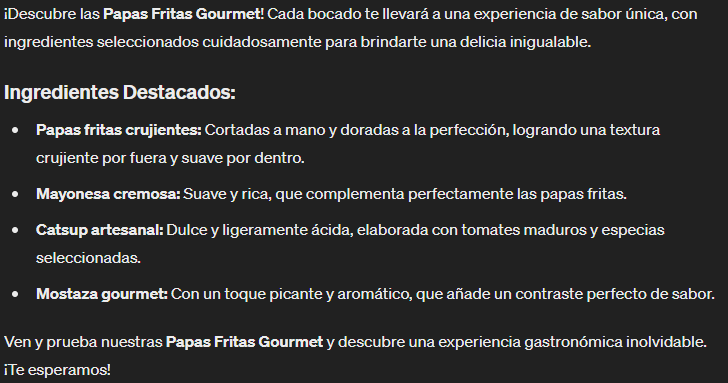 ¡Descubre las Papas Fritas Gourmet! Cada bocado te llevará a una experiencia de sabor única, con
ingredientes seleccionados cuidadosamente para brindarte una delicia inigualable.
Ingredientes Destacados:
• Papas fritas crujientes: Cortadas a mano y doradas a la perfección, logrando una textura
crujiente por fuera y suave por dentro.
• Mayonesa cremosa: Suave y rica, que complementa perfectamente las papas fritas.
• Catsup artesanal: Dulce y ligeramente ácida, elaborada con tomates maduros y especias
seleccionadas.
• Mostaza gourmet: Con un toque picante y aromático, que añade un contraste perfecto de sabor.
Ven y prueba nuestras Papas Fritas Gourmet y descubre una experiencia gastronómica inolvidable.
¡Te esperamos!